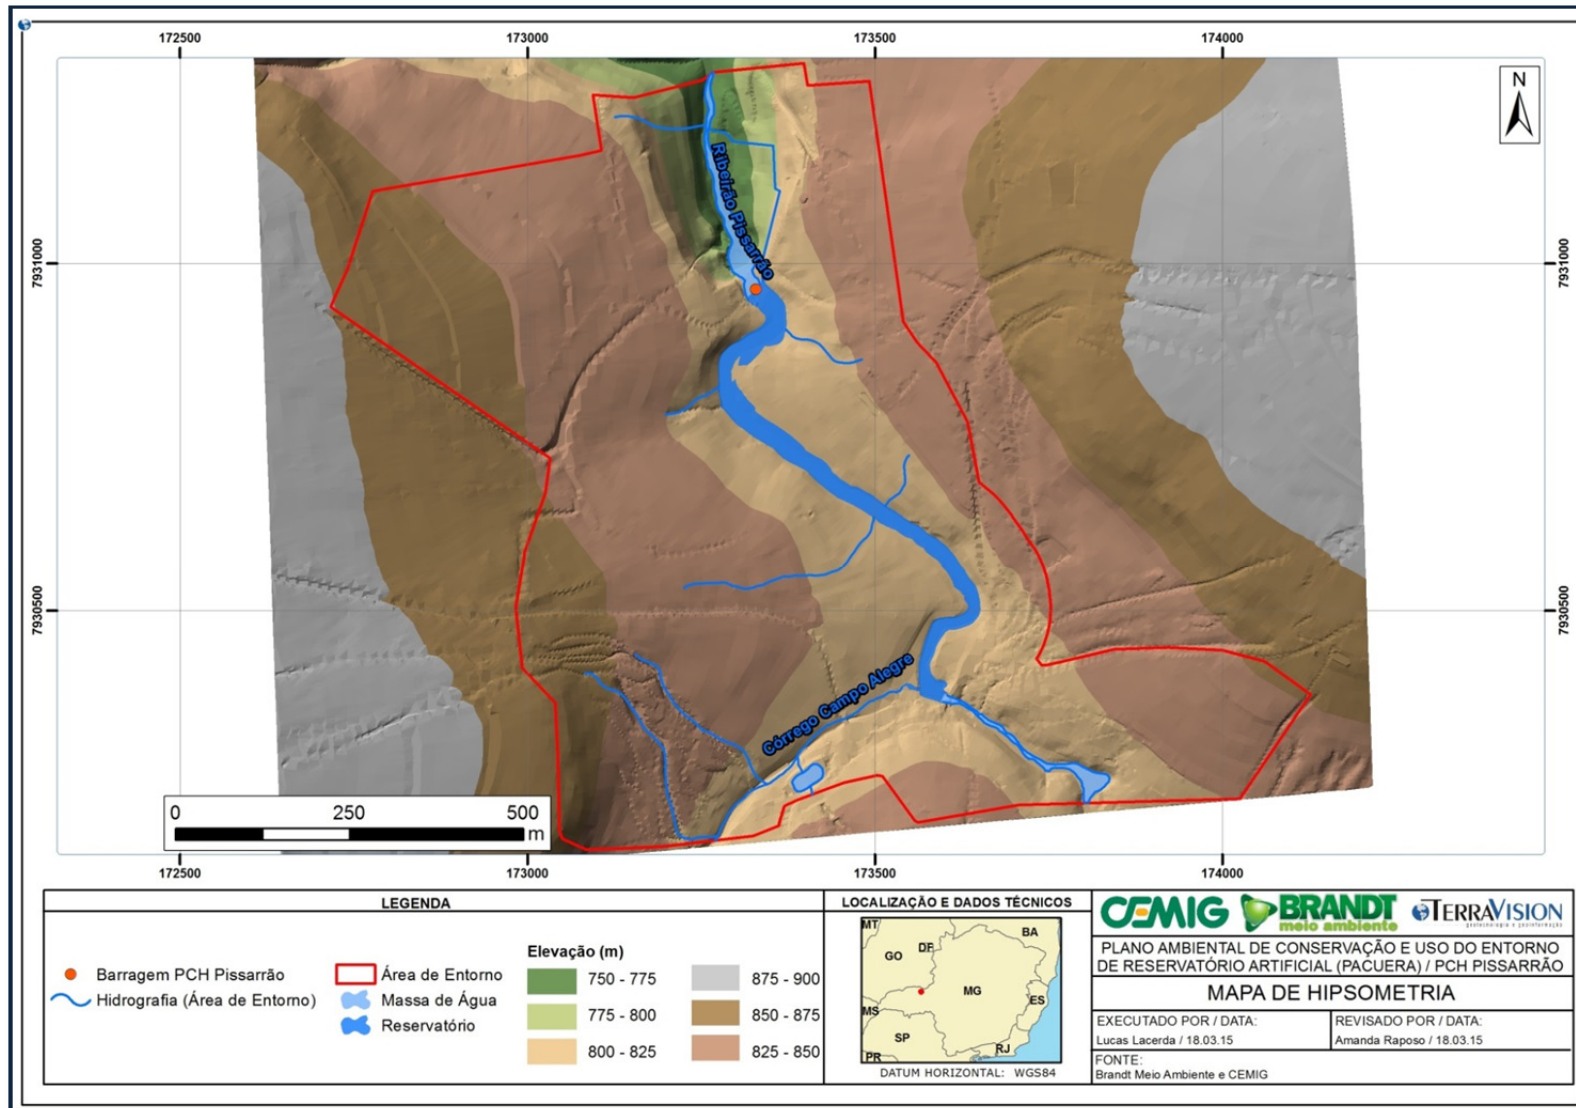 172500 173000 173500 174000
N
7931000 7931000
Ribeirão Pissarrão
7930500 7930500
Córrego Campo Alegre
0 250 500
m
172500 173000 173500 174000
LEGENDA
Barragem PCH Pissarrão
Hidrografia (Área de Entorno)
Área de Entorno
Massa de Água
Reservatório
Elevação (m)
750 - 775
775 - 800
800 - 825
875 - 900
850 - 875
825 - 850
LOCALIZAÇÃO E DADOS TÉCNICOS
MT
BA
DF
GO
MG
MS
ES
SP
RJ
PR
DATUM HORIZONTAL: WGS84
CEMIG
BRANDT
meio ambiente
TERRAVISION
PLANO AMBIENTAL DE CONSERVAÇÃO E USO DO ENTORNO
DE RESERVATÓRIO ARTIFICIAL (PACUERA) / PCH PISSARRÃO
MAPA DE HIPSOMETRIA
EXECUTADO POR / DATA:
Lucas Lacerda / 18.03.15
REVISADO POR / DATA:
Amanda Raposo / 18.03.15
FONTE:
Brandt Meio Ambiente e CEMIG